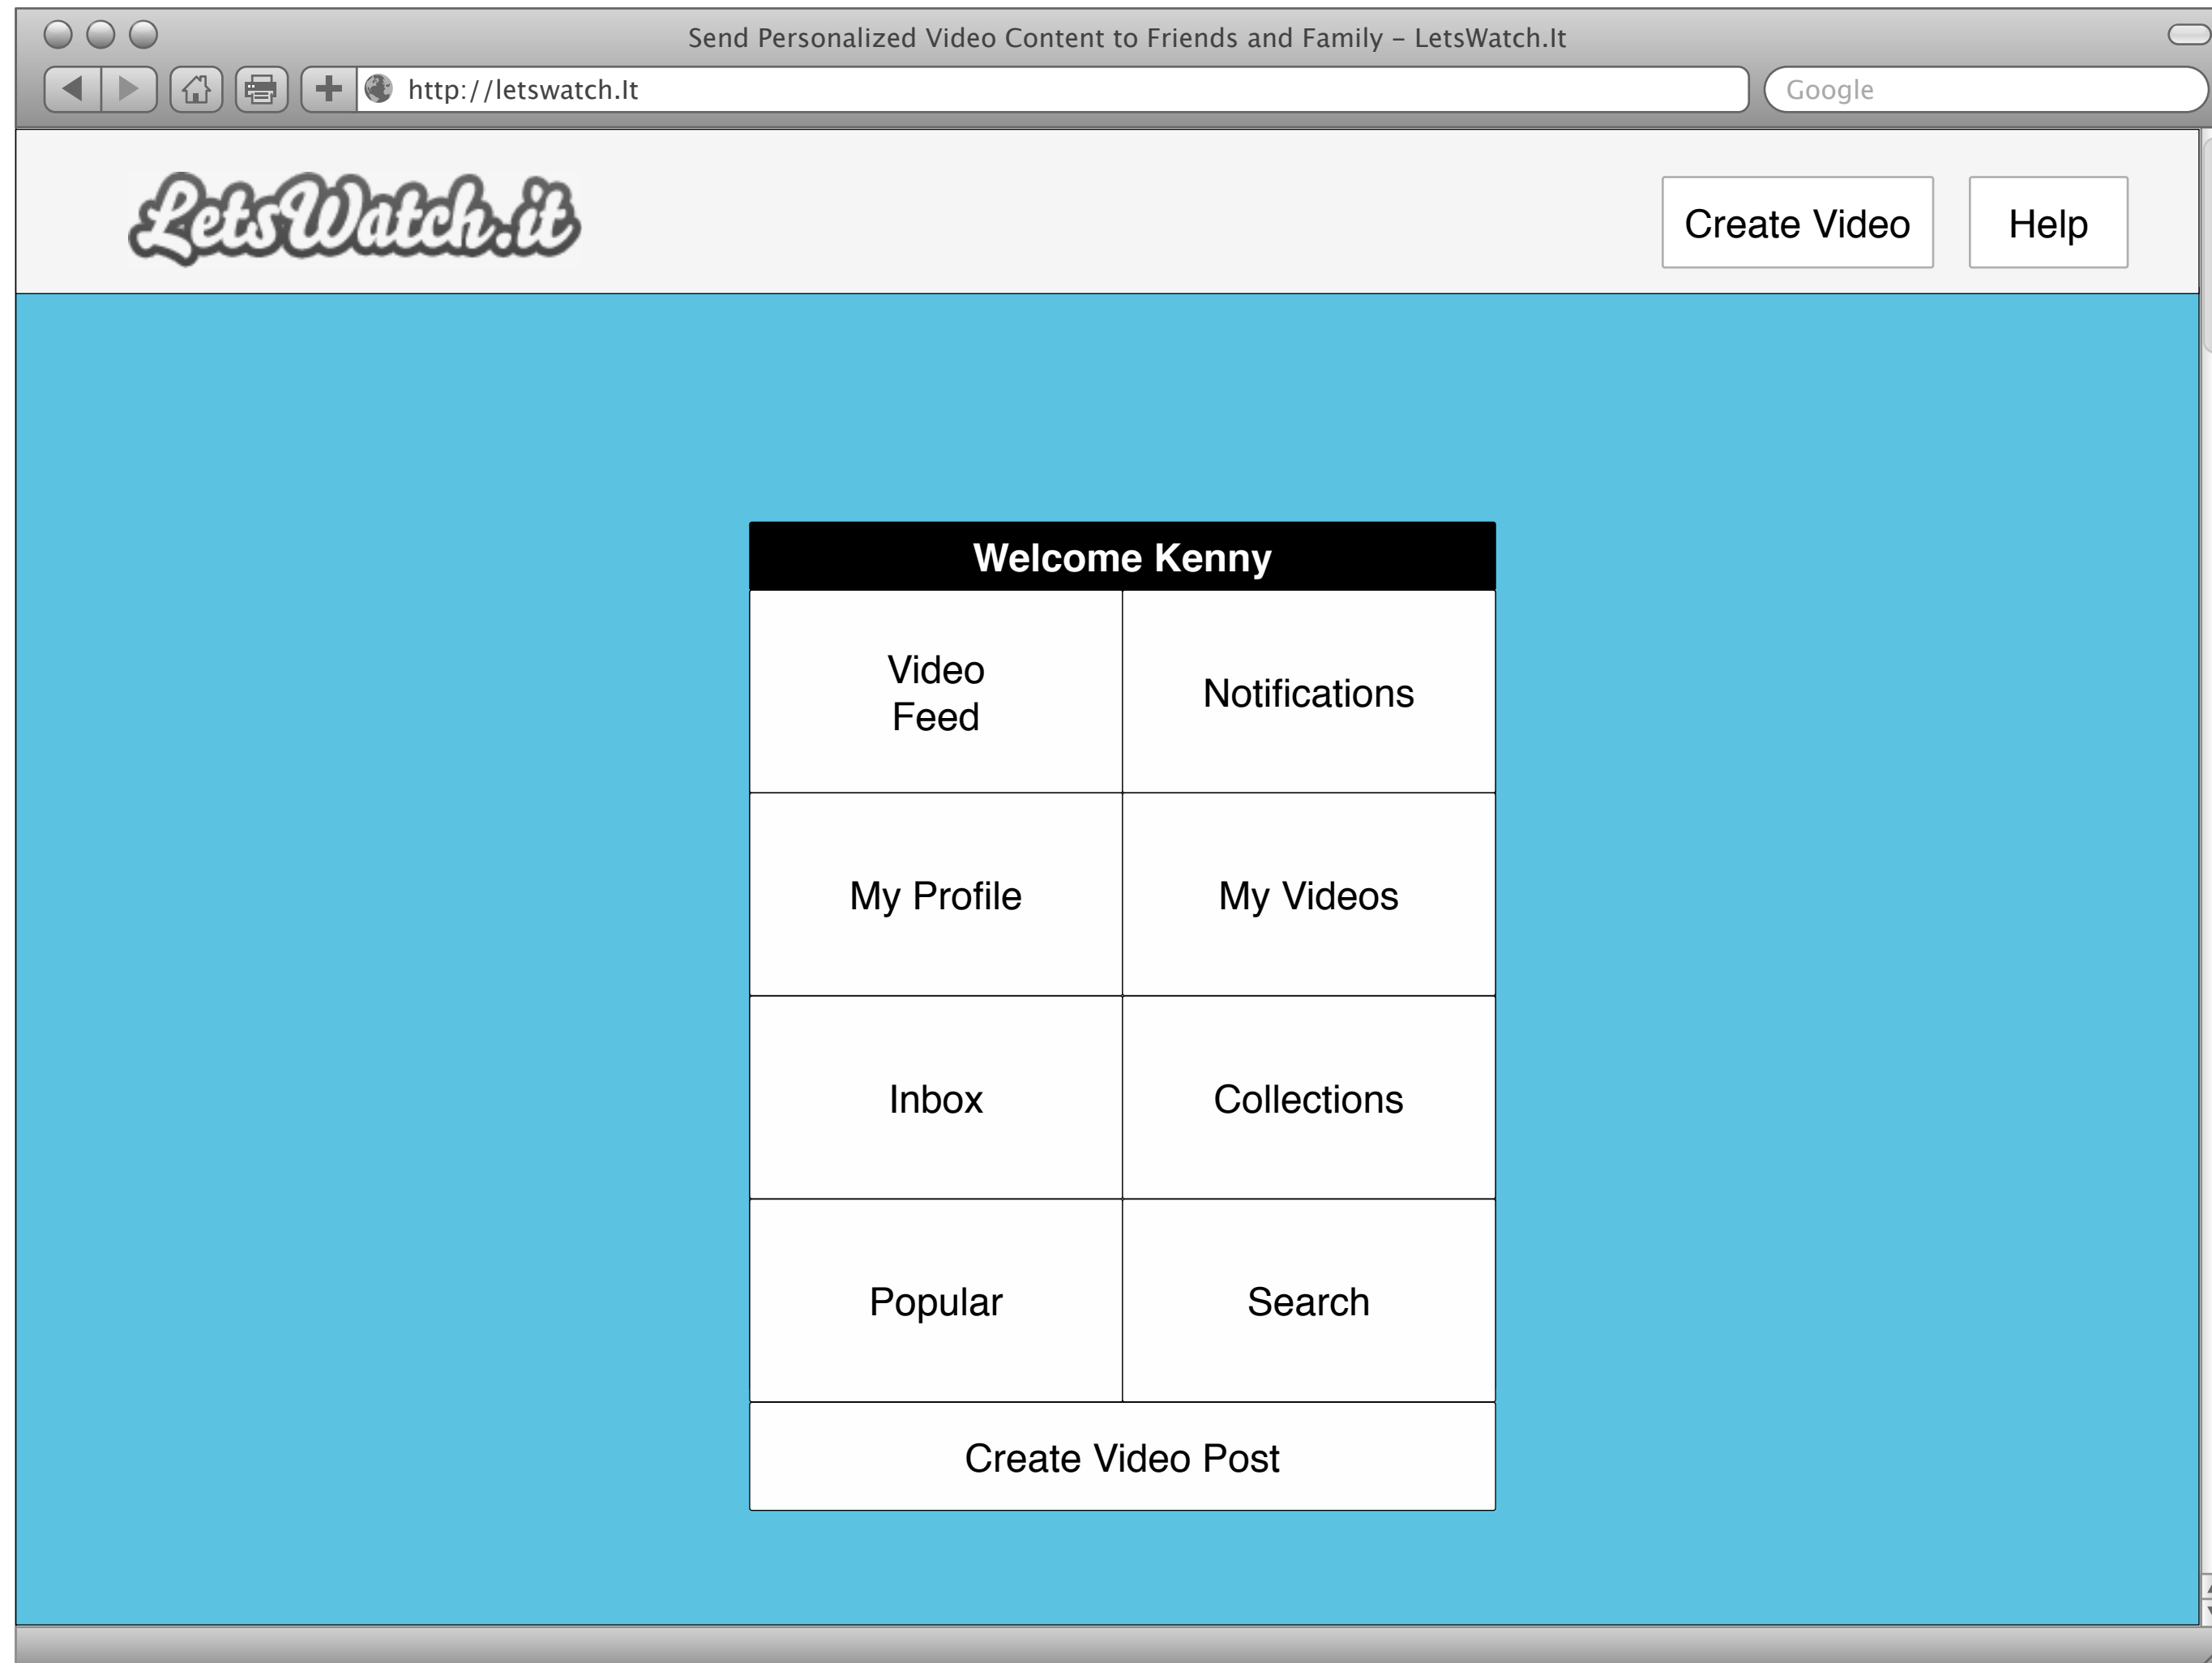 Send Personalized Video Content to Friends and Family – LetsWatch.It
http://letswatch.It
Google
LetsWatch.it
Create Video
Help
Welcome Kenny
Video
Feed
Notifications
My Profile
My Videos
Inbox
Collections
Popular
Search
Create Video Post